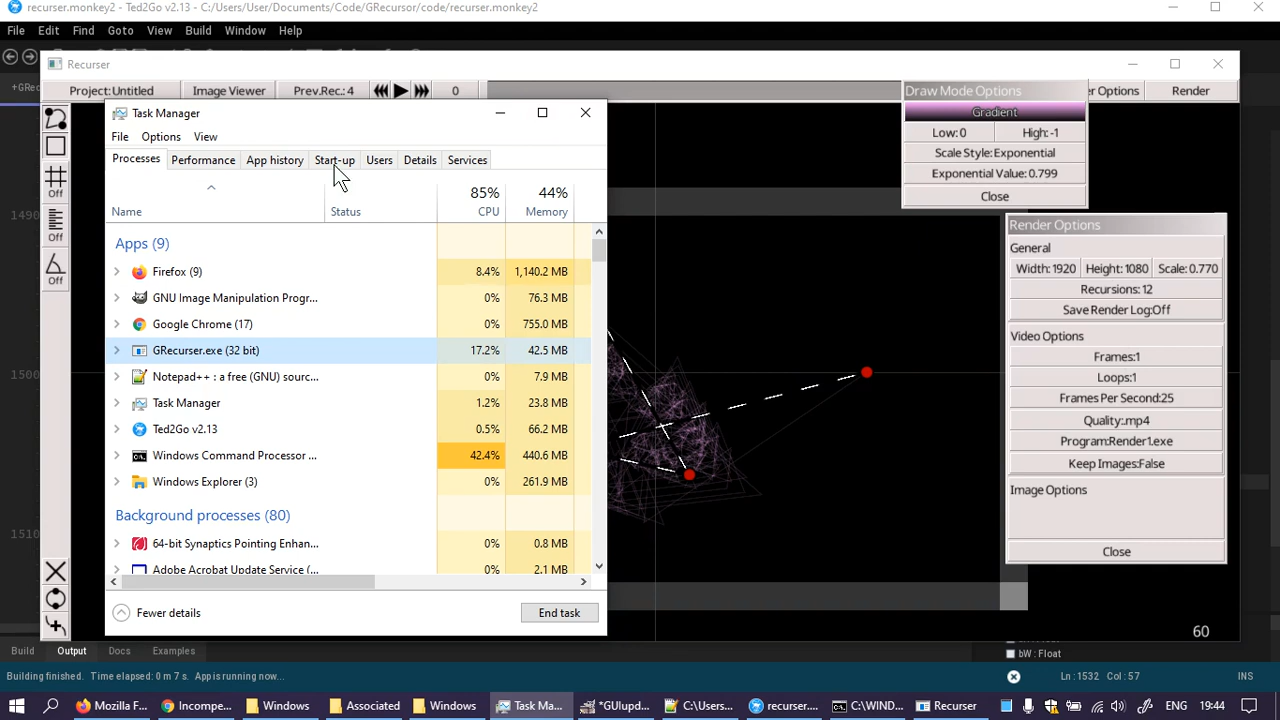 recurser.monkey2 - Ted2Go v2.13 - C:/Users/User/Documents/Code/GRecursor/code/recurser.monkey2
File Edit Find Goto View Build Window Help
Recurser
Project:Untitled Image Viewer Prev.Rec.: 4 0 Render
Draw Mode Options
Gradient
Low: 0 High: -1
Scale Style: Exponential
Exponential Value: 0.799
Close
Off
Off
Off
Task Manager
File Options View
Processes Performance App history Start-up Users Details Services
85% 44%
Name Status CPU Memory
Apps (9)
Firefox (9) 8.4% 1,140.2 MB
GNU Image Manipulation Progr... 0% 76.3 MB
Google Chrome (17) 0% 755.0 MB
GRecurser.exe (32 bit) 17.2% 42.5 MB
Notepad++ : a free (GNU) sourc... 0% 7.9 MB
Task Manager 1.2% 23.8 MB
Ted2Go v2.13 0.5% 66.2 MB
Windows Command Processor ... 42.4% 440.6 MB
Windows Explorer (3) 0% 261.9 MB
Background processes (80)
64-bit Synaptics Pointing Enhan... 0% 0.8 MB
Adobe Acrobat Update Service (... 0% 2.1 MB
Fewer details End task
Render Options
General
Width: 1920 Height: 1080 Scale: 0.770
Recursions: 12
Save Render Log:Off
Video Options
Frames:1
Loops:1
Frames Per Second:25
Quality:.mp4
Program:Render1.exe
Keep Images:False
Image Options
Close
60
Build Output Docs Examples
bW : Float
Building finished. Time elapsed: 0 m 7 s. App is running now... Ln : 1532 Col : 57 INS
Mozilla F... Incompe... Windows Associated Windows Task Ma... *GUIupd... C:\Users... recurser... C:\WIND... Recurser 19:44